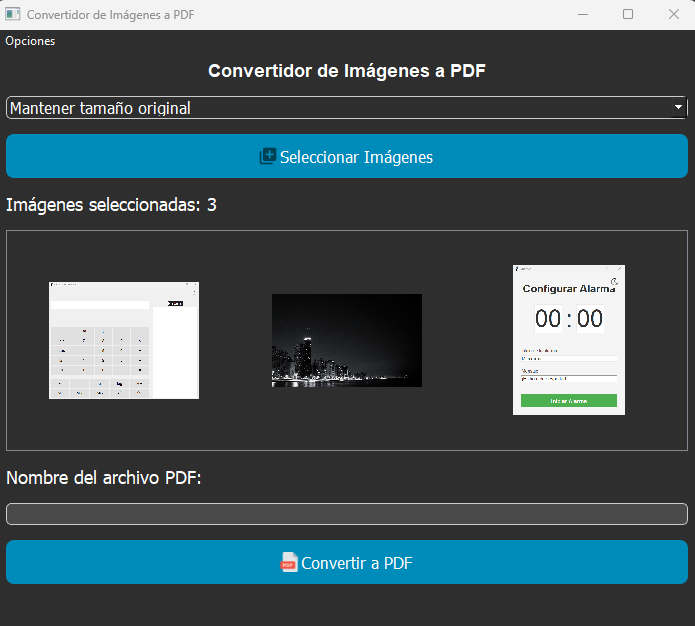 Convertidor de Imágenes a PDF
Opciones
Convertidor de Imágenes a PDF
Mantener tamaño original
Seleccionar Imágenes
Imágenes seleccionadas: 3
Configurar Alarma
00 : 00
Mensaje
Iniciar Alarma
Nombre del archivo PDF:
PDF
Convertir a PDF